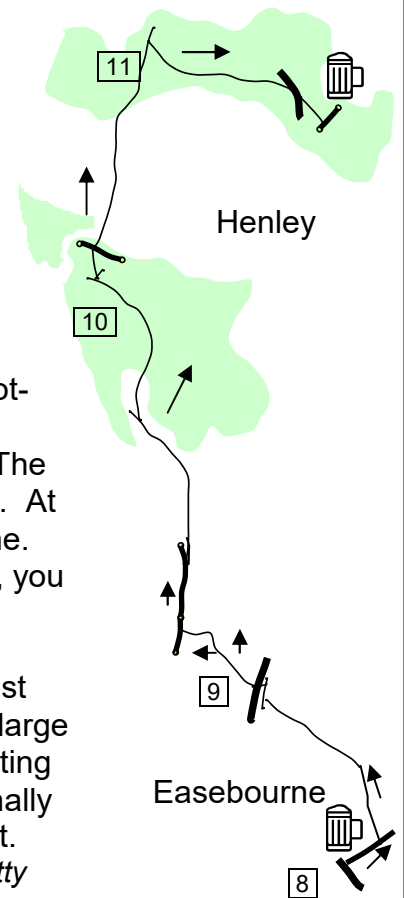 11
Henley
10
ot-
The
. At
ne.
, you
9
st
large
ting
Easebourne
nally
t.
tty
8